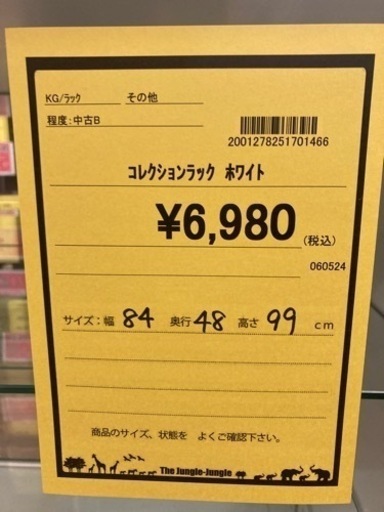 KG/ラック その他
程度:中古B
2001278251701466
コレクションラック ホワイト
¥6,980
(税込)
060524
サイズ:幅 84 奥行 48 高さ 99 cm
商品のサイズ、状態を よくご確認下さい。
The Jungle-Jungle